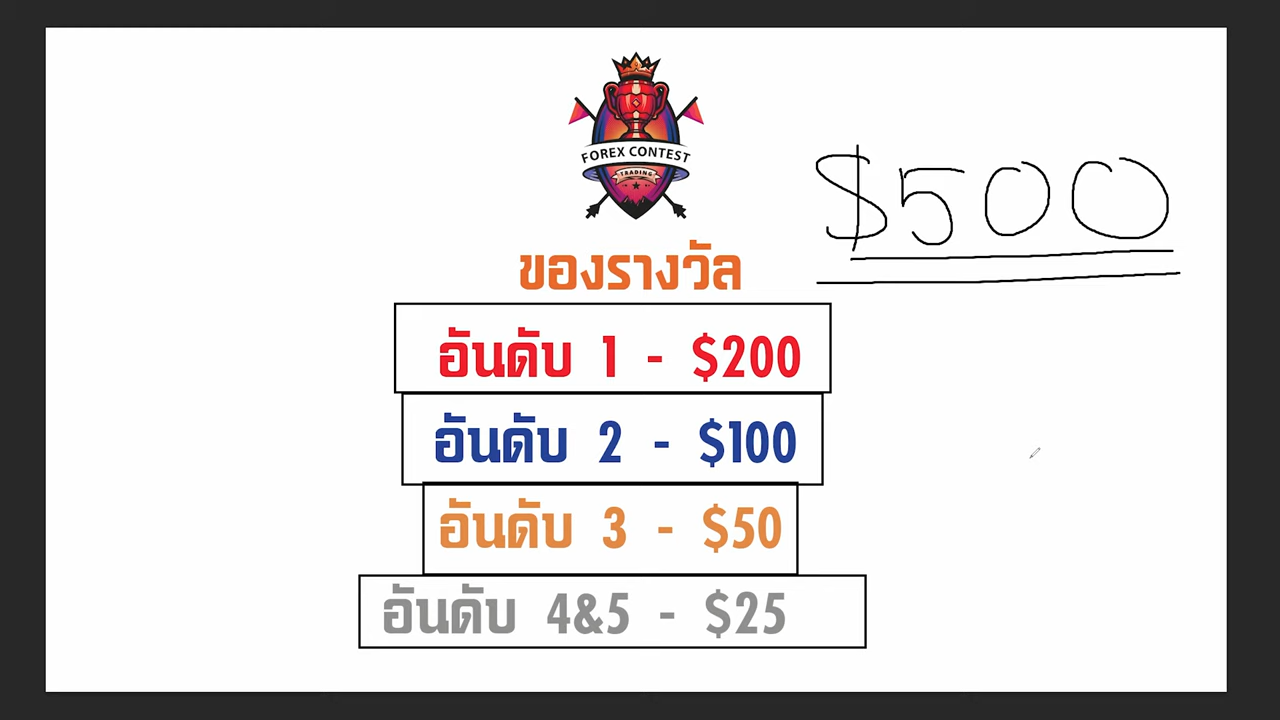 FOREX CONTEST
TRADING
$500
ของรางวัล
อันดับ 1 - $200
อันดับ 2 - $100
อันดับ 3 - $50
อันดับ 4&5 - $25